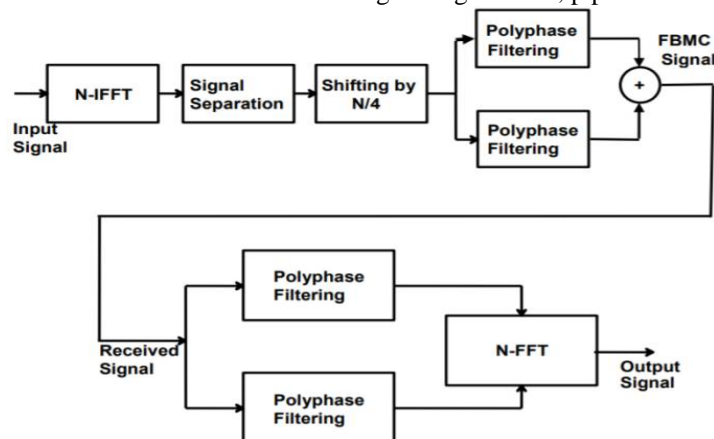 Polyphase
Filtering
FBMC
Signal
N-IFFT
Signal
Separation
Shifting by
N/4
+
Input
Signal
Polyphase
Filtering
Polyphase
Filtering
Received
Signal
N-FFT
Output
Signal
Polyphase
Filtering